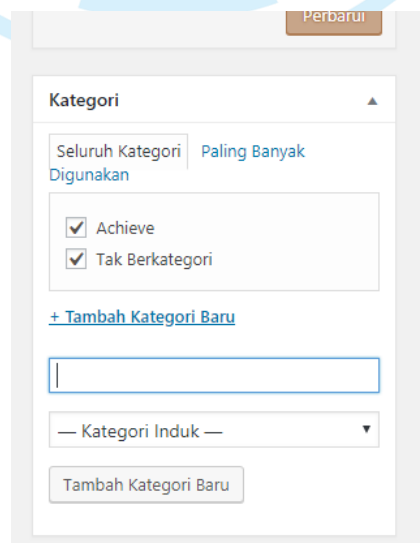 Perbarui
Kategori
Seluruh Kategori Paling Banyak
Digunakan
Achieve
Tak Berkategori
+ Tambah Kategori Baru
— Kategori Induk —
Tambah Kategori Baru